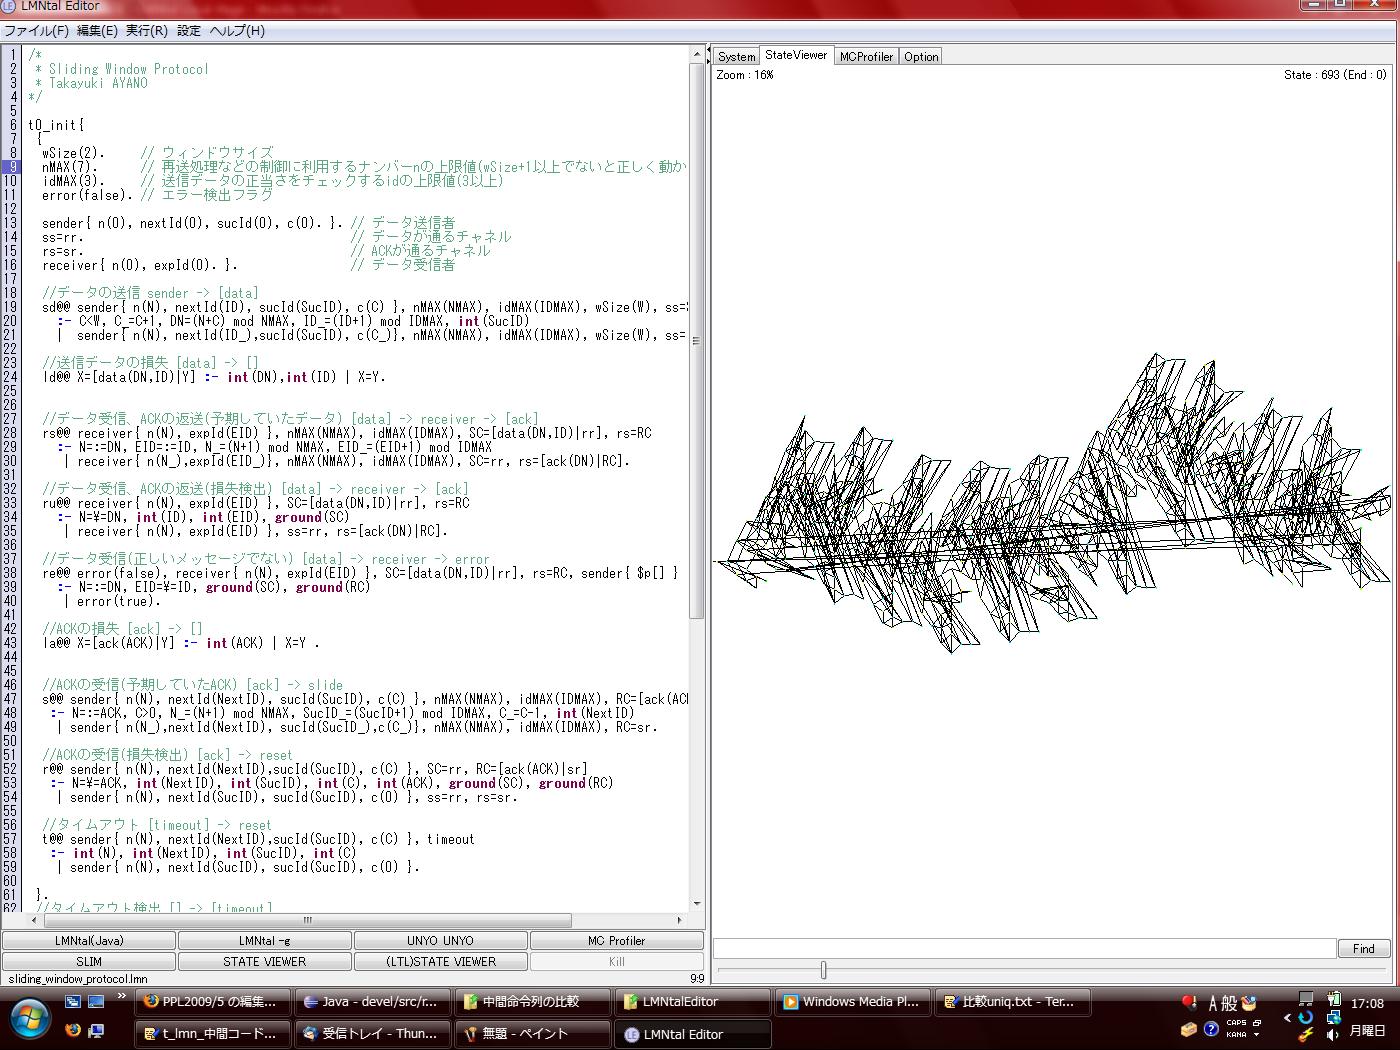 LMNtal Editor
ファイル(F) 編集(E) 実行(R) 設定 ヘルプ(H)
1 /*
2 * Sliding Window Protocol
3 * Takayuki AYANO
4 */
5
6 t0_init{
7 {
8 wSize(2). // ウィンドウサイズ
9 nMAX(7). // 再送処理などの制御に利用するナンバーnの上限値(wSize+1以上でないと正しく動か
10 idMAX(3). // 送信データの正当さをチェックするidの上限値(3以上)
11 error(false). // エラー検出フラグ
12
13 sender{ n(0), nextId(0), sucId(0), c(0). }. // データ送信者
14 ss=rr. // データが通るチャネル
15 rs=sr. // ACKが通るチャネル
16 receiver{ n(0), expId(0). }. // データ受信者
17
18 //データの送信 sender -> [data]
19 sd@@ sender{ n(N), nextId(ID), sucId(SucID), c(C) }, nMAX(NMAX), idMAX(IDMAX), wSize(W), ss=
20 :- C<W, C_=C+1, DN=(N+C) mod NMAX, ID_=(ID+1) mod IDMAX, int(SucID)
21 | sender{ n(N), nextId(ID_),sucId(SucID), c(C_)}, nMAX(NMAX), idMAX(IDMAX), wSize(W), ss=
22
23 //送信データの損失 [data] -> []
24 ld@@ X=[data(DN,ID)|Y] :- int(DN),int(ID) | X=Y.
25
26
27 //データ受信、ACKの返送(予期していたデータ) [data] -> receiver -> [ack]
28 rs@@ receiver{ n(N), expId(EID) }, nMAX(NMAX), idMAX(IDMAX), SC=[data(DN,ID)|rr], rs=RC
29 :- N=:=DN, EID=:=ID, N_=(N+1) mod NMAX, EID_=(EID+1) mod IDMAX
30 | receiver{ n(N_),expId(EID_)}, nMAX(NMAX), idMAX(IDMAX), SC=rr, rs=[ack(DN)|RC].
31
32 //データ受信、ACKの返送(損失検出) [data] -> receiver -> [ack]
33 ru@@ receiver{ n(N), expId(EID) }, SC=[data(DN,ID)|rr], rs=RC
34 :- N=¥=DN, int(ID), int(EID), ground(SC)
35 | receiver{ n(N), expId(EID) }, ss=rr, rs=[ack(DN)|RC].
36
37 //データ受信(正しいメッセージでない) [data] -> receiver -> error
38 re@@ error(false), receiver{ n(N), expId(EID) }, SC=[data(DN,ID)|rr], rs=RC, sender{ $p[] }
39 :- N=:=DN, EID=¥=ID, ground(SC), ground(RC)
40 | error(true).
41
42 //ACKの損失 [ack] -> []
43 la@@ X=[ack(ACK)|Y] :- int(ACK) | X=Y .
44
45
46 //ACKの受信(予期していたACK) [ack] -> slide
47 s@@ sender{ n(N), nextId(NextID), sucId(SucID), c(C) }, nMAX(NMAX), idMAX(IDMAX), RC=[ack(ACK
48 :- N=:=ACK, C>0, N_=(N+1) mod NMAX, SucID_=(SucID+1) mod IDMAX, C_=C-1, int(NextID)
49 | sender{ n(N_),nextId(NextID), sucId(SucID_),c(C_)}, nMAX(NMAX), idMAX(IDMAX), RC=sr.
50
51 //ACKの受信(損失検出) [ack] -> reset
52 r@@ sender{ n(N), nextId(NextID),sucId(SucID), c(C) }, SC=rr, RC=[ack(ACK)|sr]
53 :- N=¥=ACK, int(NextID), int(SucID), int(C), int(ACK), ground(SC), ground(RC)
54 | sender{ n(N), nextId(SucID), sucId(SucID), c(0) }, ss=rr, rs=sr.
55
56 //タイムアウト [timeout] -> reset
57 t@@ sender{ n(N), nextId(NextID),sucId(SucID), c(C) }, timeout
58 :- int(N), int(NextID), int(SucID), int(C)
59 | sender{ n(N), nextId(SucID), sucId(SucID), c(0) }.
60
61 }.
62 //タイムアウト検出 [] -> [timeout]
LMNtal(Java) LMNtal -g UNYO UNYO MC Profiler
SLIM STATE VIEWER (LTL)STATE VIEWER Kill
sliding_window_protocol.lmn 9:9
System StateViewer MCProfiler Option
Zoom : 16% State : 693 (End : 0)
Find
PPL2009/5 の編集... Java - devel/src/r... 中間命令列の比較 LMNtalEditor Windows Media Pl... 比較uniq.txt - Ter... A 般 17:08
t_lmn_中間コード... 受信トレイ - Thun... 無題 - ペイント LMNtal Editor CAPS KANA 月曜日